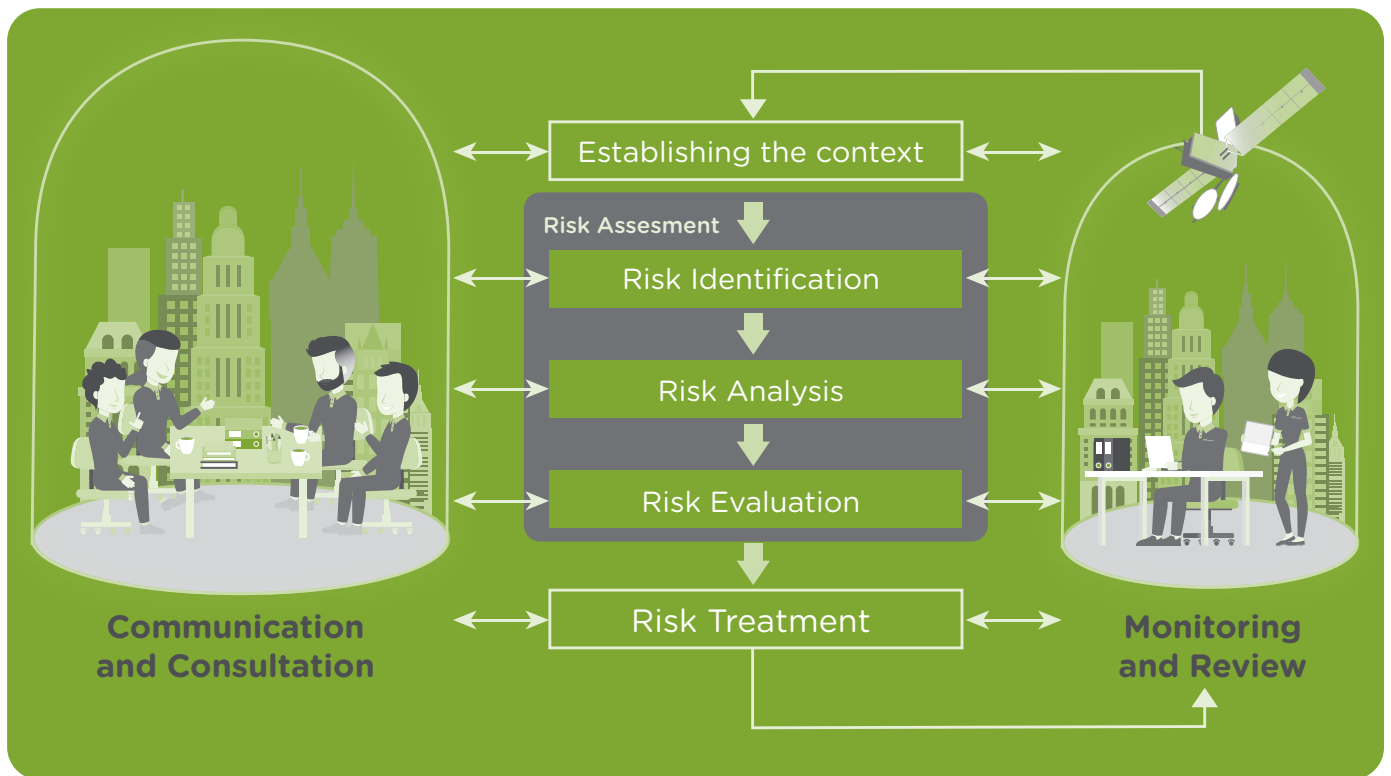 Establishing the context
Risk Assesment
Risk Identification
Risk Analysis
Risk Evaluation
Risk Treatment
Communication
and Consultation
Monitoring
and Review